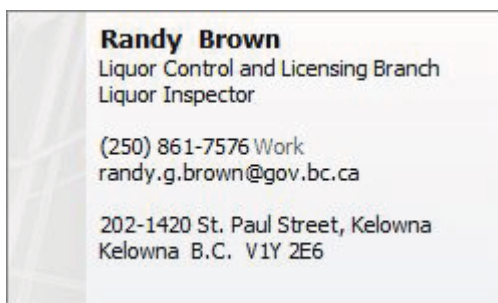 Randy Brown
Liquor Control and Licensing Branch
Liquor Inspector
(250) 861-7576 Work
randy.g.brown@gov.bc.ca
202-1420 St. Paul Street, Kelowna
Kelowna B.C. V1Y 2E6